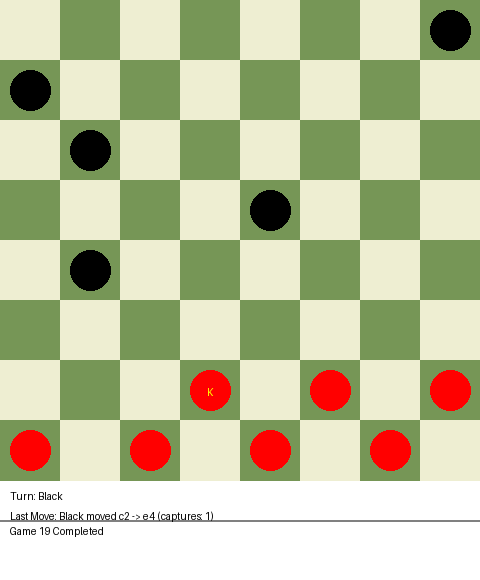 K
Turn: Black
Last Move: Black moved c2 -> e4 (captures: 1)
Game 19 Completed